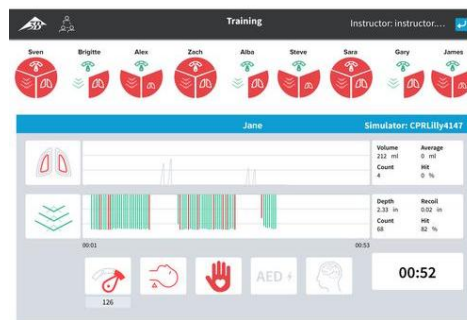 Training
Instructor: instructor....
Sven Brigitte Alex Zach Alba Steve Sara Gary James
Jane
Simulator: CPRLilly4147
Volume Average
212 ml 0 ml
Count Hit
4 0 %
Depth Recoil
2.33 in 0.02 in
Count Hit
68 82 %
00:01 00:53
AED
00:52
126